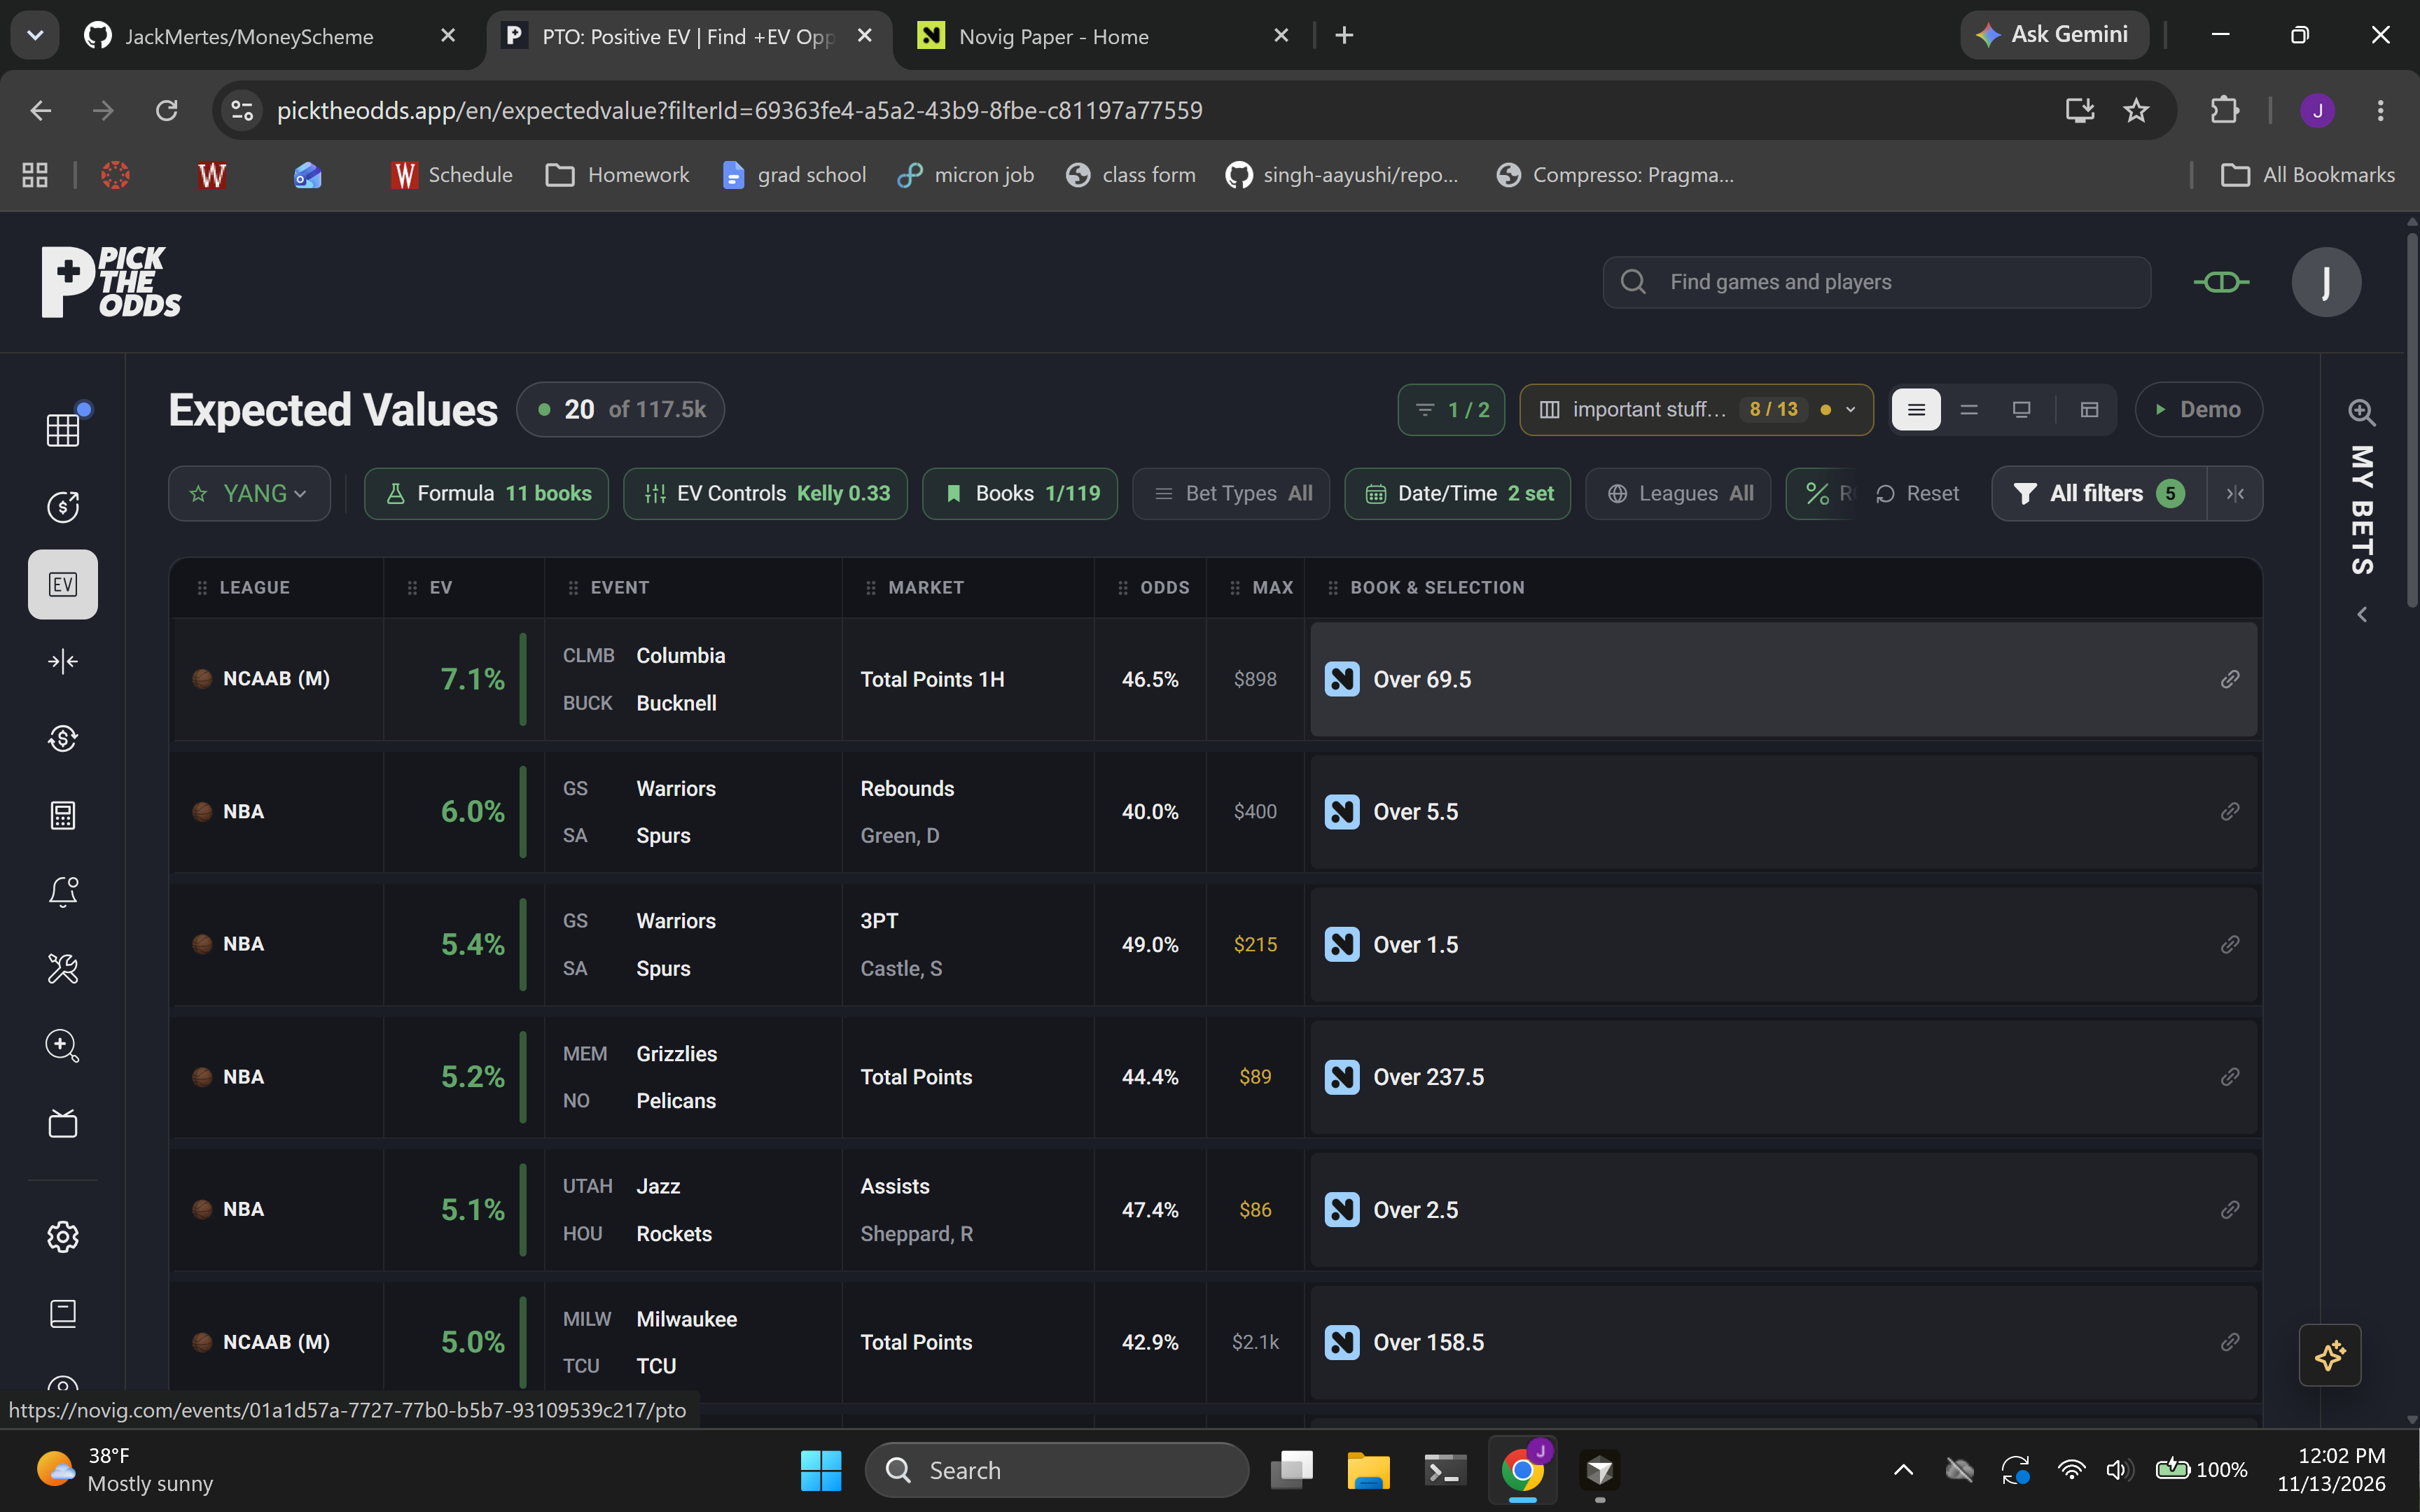 JackMertes/MoneyScheme
PTO: Positive EV | Find +EV Opp
Novig Paper - Home
Ask Gemini
picktheodds.app/en/expectedvalue?filterId=69363fe4-a5a2-43b9-8fbe-c81197a77559
J
Schedule
Homework
grad school
micron job
class form
singh-aayushi/repo...
Compresso: Pragma...
All Bookmarks
PICK
THE
ODDS
Find games and players
J
Expected Values
20 of 117.5k
1 / 2
important stuff... 8 / 13
Demo
YANG
Formula 11 books
EV Controls Kelly 0.33
Books 1/119
Bet Types All
Date/Time 2 set
Leagues All
Reset
All filters 5
MY BETS
EV
LEAGUE EV EVENT MARKET ODDS MAX BOOK & SELECTION
NCAAB (M) 7.1% CLMB Columbia Total Points 1H 46.5% $898 Over 69.5
BUCK Bucknell
NBA 6.0% GS Warriors Rebounds 40.0% $400 Over 5.5
SA Spurs Green, D
NBA 5.4% GS Warriors 3PT 49.0% $215 Over 1.5
SA Spurs Castle, S
NBA 5.2% MEM Grizzlies Total Points 44.4% $89 Over 237.5
NO Pelicans
NBA 5.1% UTAH Jazz Assists 47.4% $86 Over 2.5
HOU Rockets Sheppard, R
NCAAB (M) 5.0% MILW Milwaukee Total Points 42.9% $2.1k Over 158.5
TCU TCU
https://novig.com/events/01a1d57a-7727-77b0-b5b7-93109539c217/pto
38°F
Mostly sunny
Search
J
100%
12:02 PM
11/13/2026